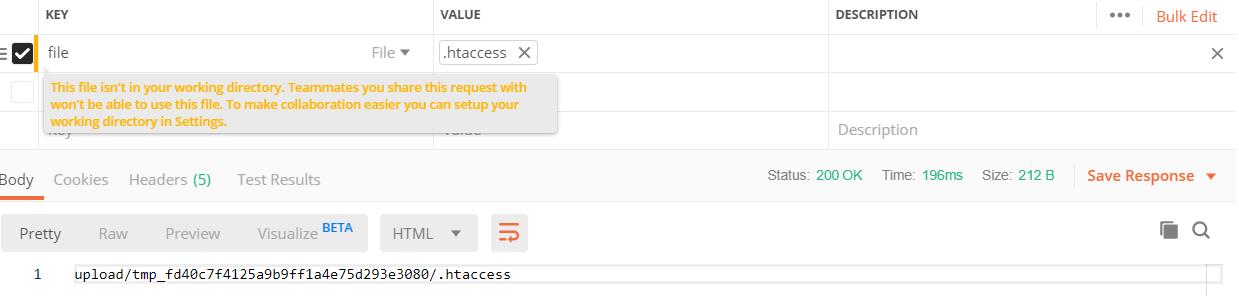 KEY VALUE DESCRIPTION ••• Bulk Edit
file File .htaccess
This file isn't in your working directory. Teammates you share this request with
won't be able to use this file. To make collaboration easier you can setup your
working directory in Settings.
Key Value Description
Body Cookies Headers (5) Test Results Status: 200 OK Time: 196ms Size: 212 B Save Response
Pretty Raw Preview Visualize BETA HTML
1 upload/tmp_fd40c7f4125a9b9ff1a4e75d293e3080/.htaccess